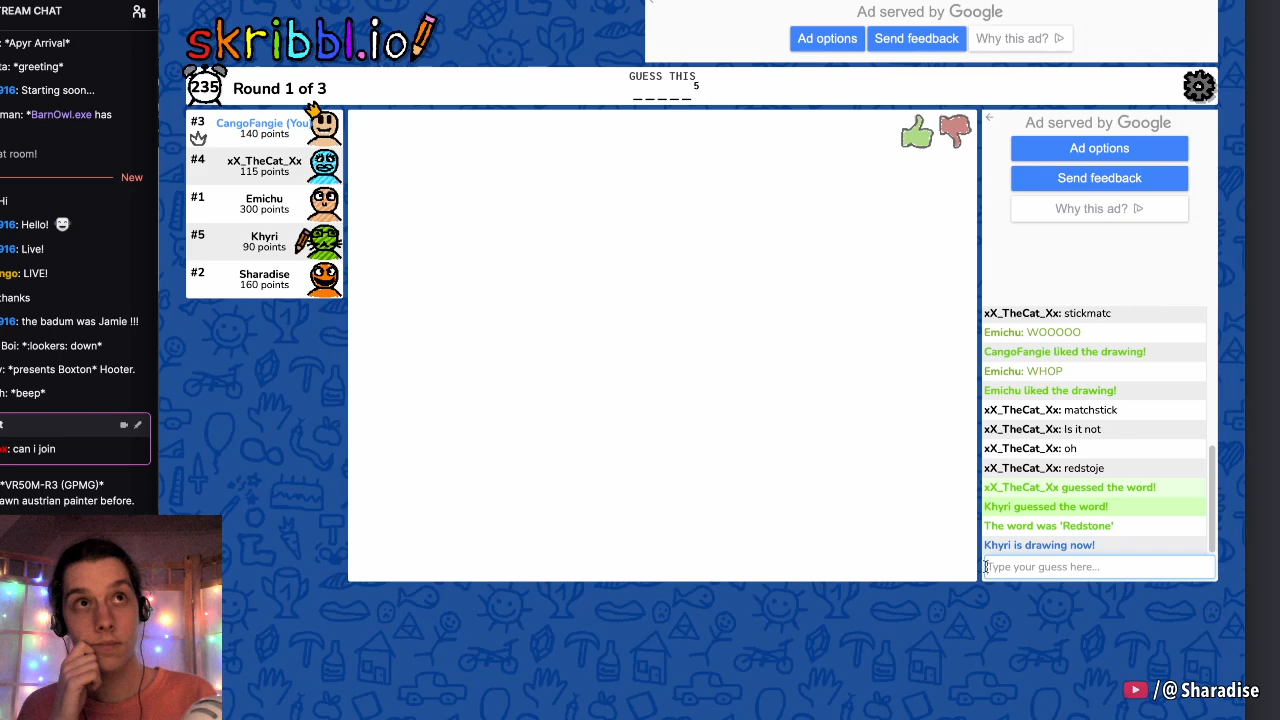 TREAM CHAT
: *Apyr Arrival*
ta: *greeting*
916: Starting soon...
man: *BarnOwl.exe has
at room!
New
Hi
916: Hello!
916: Live!
ngo: LIVE!
thanks
916: the badum was Jamie !!!
Boi: *:lookers: down*
y: *presents Boxton* Hooter.
h: *beep*
t
ox: can i join
*VR50M-R3 (GPMG)*
awn austrian painter before.
skribbl.io
Ad served by Google
Ad options
Send feedback
Why this ad?
235
Round 1 of 3
GUESS THIS
_____ 5
#3 CangoFangie (You)
140 points
#4 xX_TheCat_Xx
115 points
#1 Emichu
300 points
#5 Khyri
90 points
#2 Sharadise
160 points
Ad served by Google
Ad options
Send feedback
Why this ad?
xX_TheCat_Xx: stickmatc
Emichu: WOOOOO
CangoFangie liked the drawing!
Emichu: WHOP
Emichu liked the drawing!
xX_TheCat_Xx: matchstick
xX_TheCat_Xx: Is it not
xX_TheCat_Xx: oh
xX_TheCat_Xx: redstoje
xX_TheCat_Xx guessed the word!
Khyri guessed the word!
The word was 'Redstone'
Khyri is drawing now!
Type your guess here...
/@Sharadise